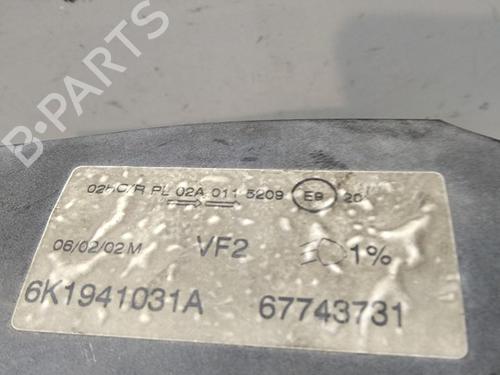 B-PARTS
02HC/R PL 02A 011 5209 E9 20
06/02/02 M VF2 1%
6K1941031A 67743731